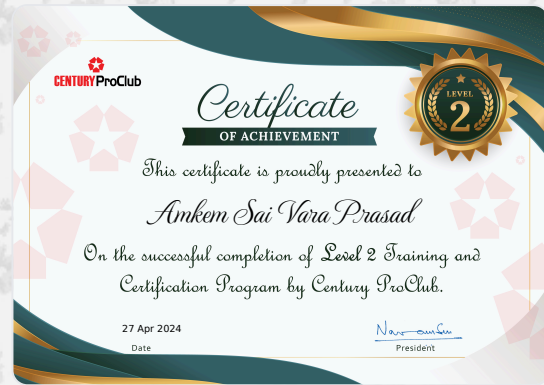 CENTURY ProClub
Certificate
OF ACHIEVEMENT
LEVEL
2
This certificate is proudly presented to
Amkem Sai Vara Prasad
On the successful completion of Level 2 Training and
Certification Program by Century ProClub.
27 Apr 2024
Date
President